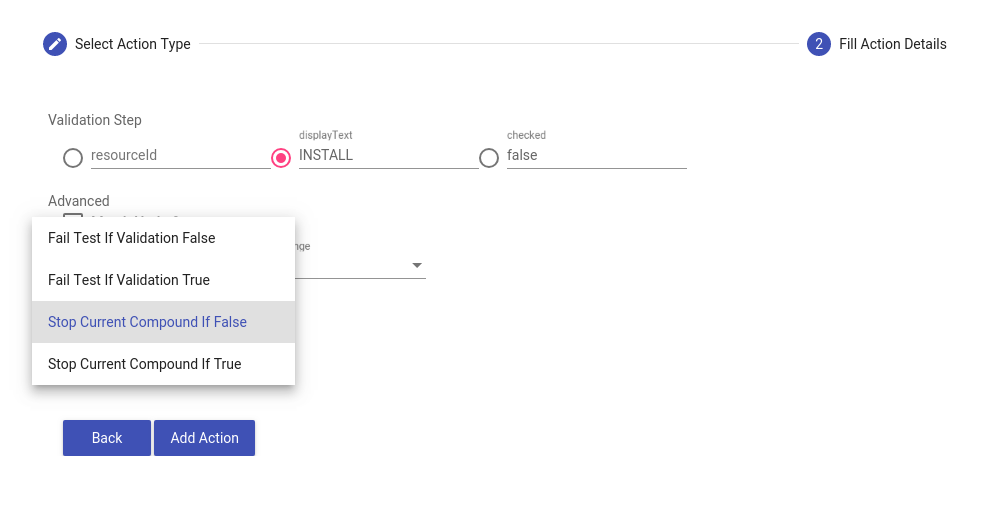 Select Action Type
2 Fill Action Details
Validation Step
resourceId
displayText
INSTALL
checked
false
Advanced
Fail Test If Validation False
nge
Fail Test If Validation True
Stop Current Compound If False
Stop Current Compound If True
Back
Add Action